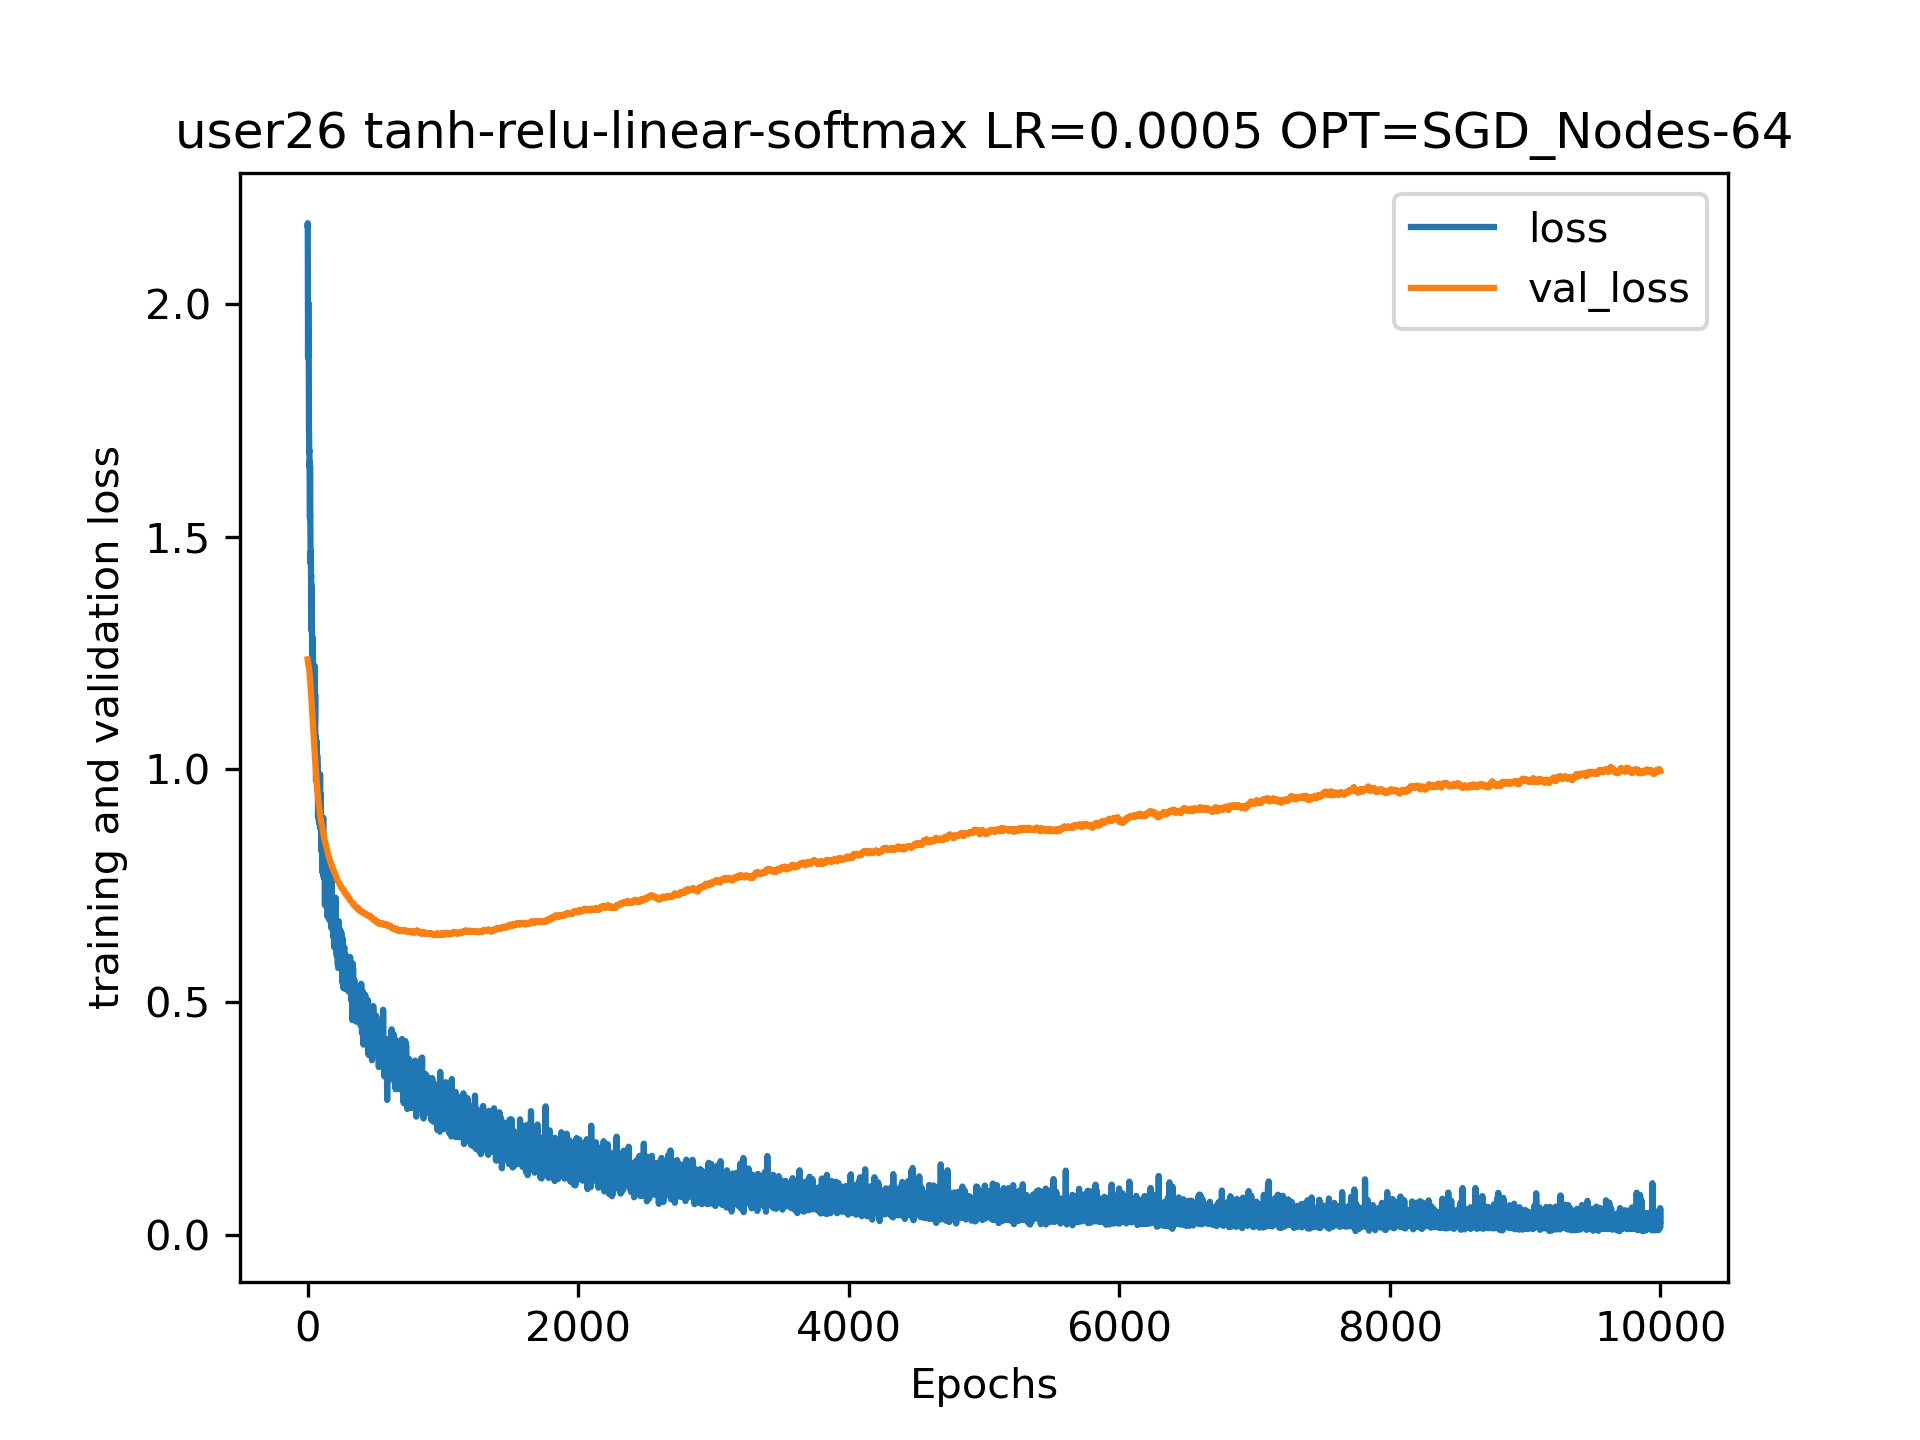 user26 tanh-relu-linear-softmax LR=0.0005 OPT=SGD_Nodes-64
loss
val_loss
training and validation loss
2.0
1.5
1.0
0.5
0.0
0 2000 4000 6000 8000 10000
Epochs